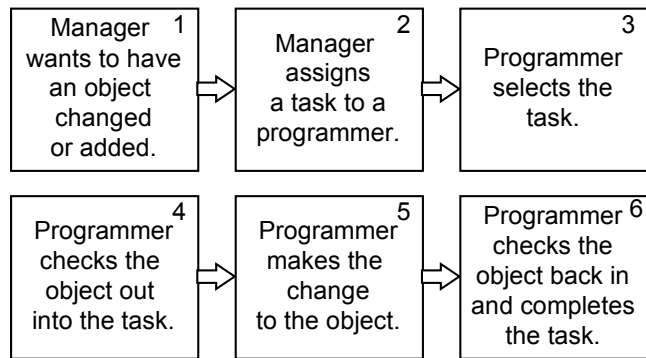 Manager 1
wants to have
an object
changed
or added.
Manager 2
assigns
a task to a
programmer.
3
Programmer
selects the
task.
4
Programmer
checks the
object out
into the task.
5
Programmer
makes the
change
to the object.
Programmer 6
checks the
object back in
and completes
the task.